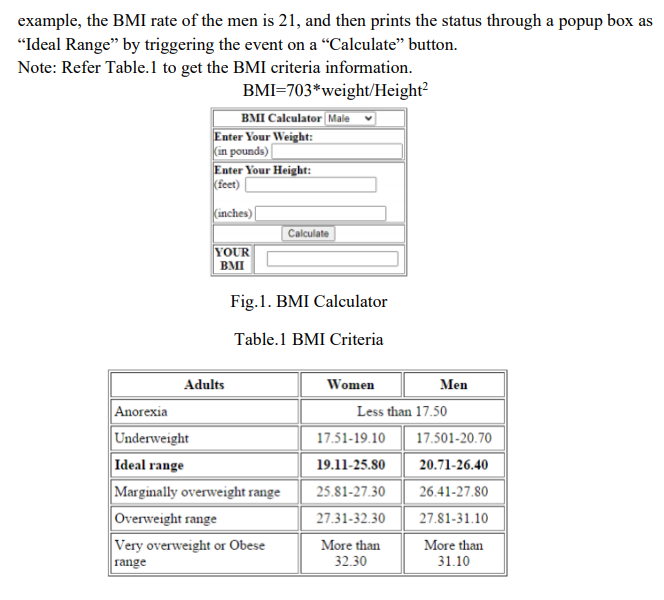 example, the BMI rate of the men is 21, and then prints the status through a popup box as
“Ideal Range” by triggering the event on a “Calculate” button.
Note: Refer Table.1 to get the BMI criteria information.
BMI=703*weight/Height²
BMI Calculator Male
Enter Your Weight:
(in pounds)
Enter Your Height:
(feet)
(inches)
Calculate
YOUR
BMI
Fig.1. BMI Calculator
Table.1 BMI Criteria
Adults Women Men
Anorexia Less than 17.50
Underweight 17.51-19.10 17.501-20.70
Ideal range 19.11-25.80 20.71-26.40
Marginally overweight range 25.81-27.30 26.41-27.80
Overweight range 27.31-32.30 27.81-31.10
Very overweight or Obese More than More than
range 32.30 31.10